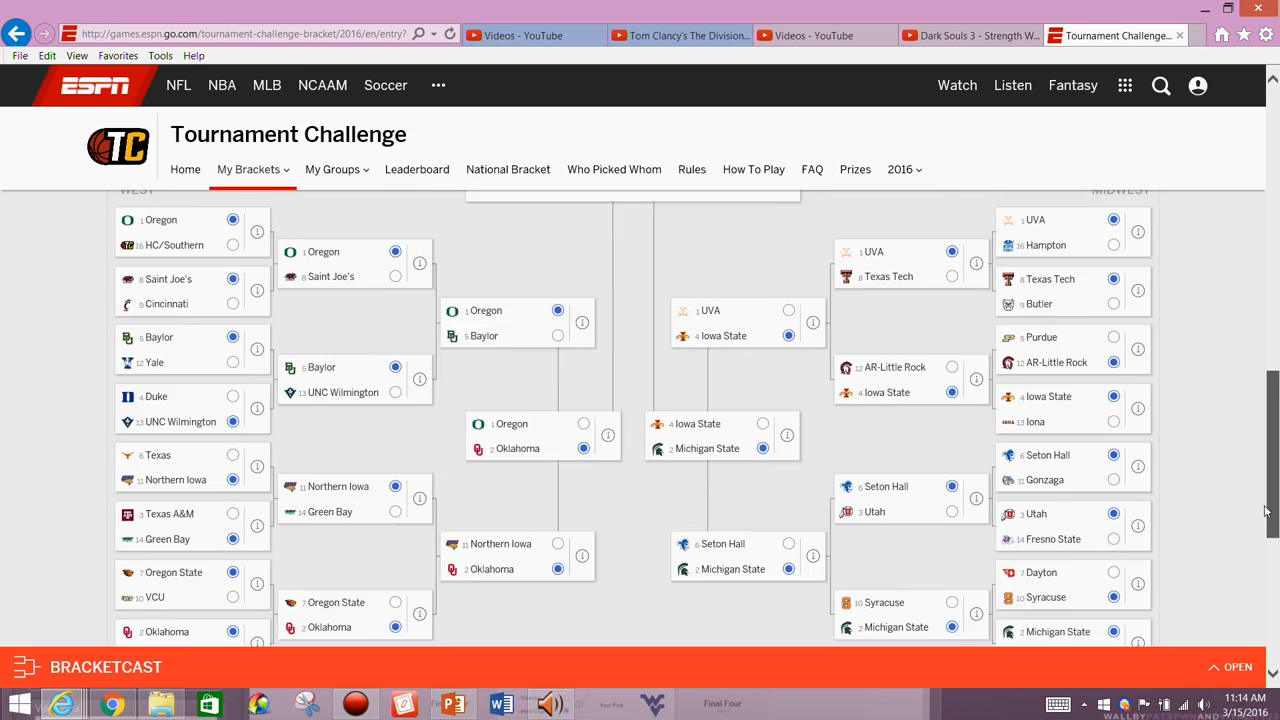 http://games.espn.go.com/tournament-challenge-bracket/2016/en/entry?
Videos - YouTube
Tom Clancy's The Division...
Videos - YouTube
Dark Souls 3 - Strength W...
Tournament Challenge...
File Edit View Favorites Tools Help
ESPN NFL NBA MLB NCAAM Soccer ••• Watch Listen Fantasy
TC
Tournament Challenge
Home My Brackets My Groups Leaderboard National Bracket Who Picked Whom Rules How To Play FAQ Prizes 2016
WEST
1 Oregon
16 HC/Southern
8 Saint Joe's
9 Cincinnati
5 Baylor
12 Yale
4 Duke
13 UNC Wilmington
6 Texas
11 Northern Iowa
3 Texas A&M
14 Green Bay
7 Oregon State
10 VCU
2 Oklahoma
1 Oregon
8 Saint Joe's
5 Baylor
13 UNC Wilmington
11 Northern Iowa
14 Green Bay
7 Oregon State
2 Oklahoma
1 Oregon
5 Baylor
11 Northern Iowa
2 Oklahoma
1 Oregon
2 Oklahoma
4 Iowa State
2 Michigan State
1 UVA
4 Iowa State
6 Seton Hall
2 Michigan State
1 UVA
8 Texas Tech
12 AR-Little Rock
4 Iowa State
6 Seton Hall
3 Utah
10 Syracuse
2 Michigan State
MIDWEST
1 UVA
16 Hampton
8 Texas Tech
9 Butler
5 Purdue
12 AR-Little Rock
4 Iowa State
13 Iona
6 Seton Hall
11 Gonzaga
3 Utah
14 Fresno State
7 Dayton
10 Syracuse
2 Michigan State
BRACKETCAST
OPEN
Your Pick
Final Four
11:14 AM
3/15/2016